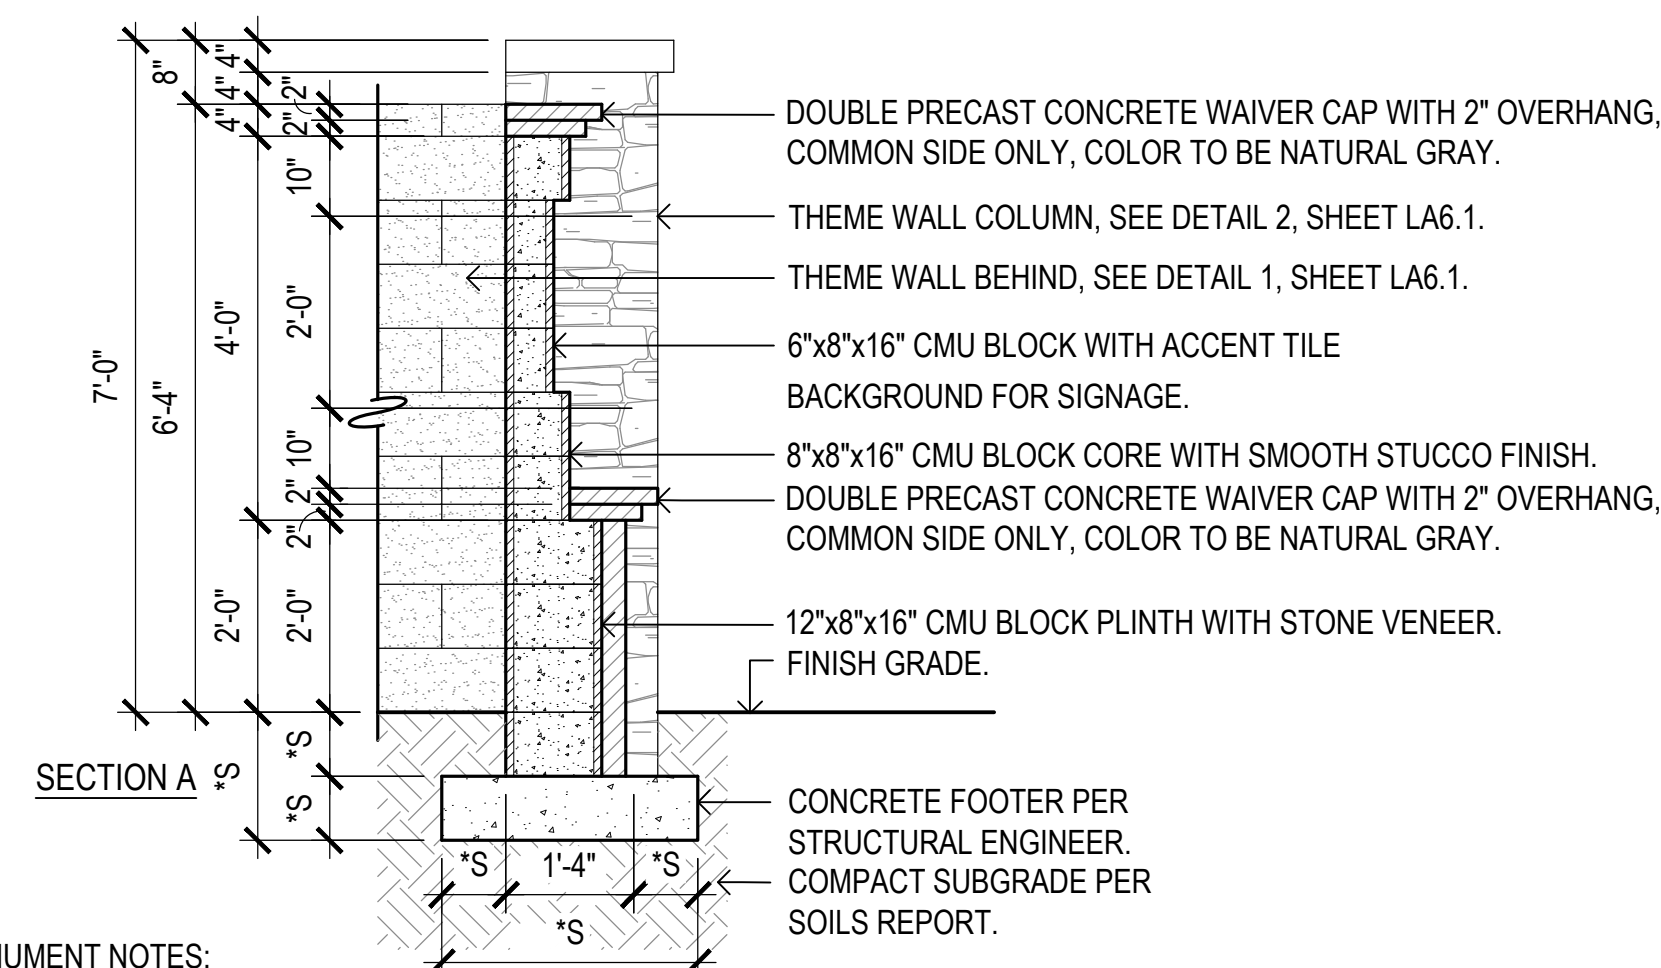 8"
4"
4"
4"
2"
2"
10"
2'-0"
4'-0"
7'-0"
6'-4"
10"
2"
2"
2'-0"
2'-0"
*S
*S
*S
SECTION A
DOUBLE PRECAST CONCRETE WAIVER CAP WITH 2" OVERHANG,
COMMON SIDE ONLY, COLOR TO BE NATURAL GRAY.
THEME WALL COLUMN, SEE DETAIL 2, SHEET LA6.1.
THEME WALL BEHIND, SEE DETAIL 1, SHEET LA6.1.
6"x8"x16" CMU BLOCK WITH ACCENT TILE
BACKGROUND FOR SIGNAGE.
8"x8"x16" CMU BLOCK CORE WITH SMOOTH STUCCO FINISH.
DOUBLE PRECAST CONCRETE WAIVER CAP WITH 2" OVERHANG,
COMMON SIDE ONLY, COLOR TO BE NATURAL GRAY.
12"x8"x16" CMU BLOCK PLINTH WITH STONE VENEER.
FINISH GRADE.
CONCRETE FOOTER PER
STRUCTURAL ENGINEER.
COMPACT SUBGRADE PER
SOILS REPORT.
*S 1'-4" *S
*S
NUMENT NOTES: